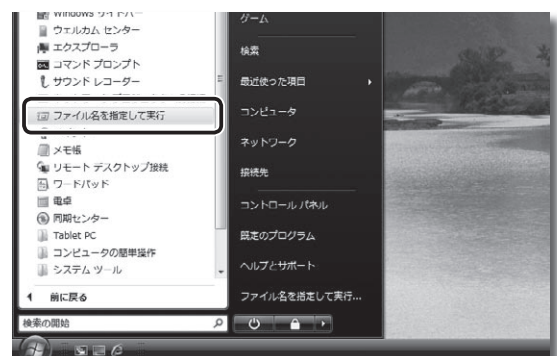 Windows サイドバー
ウェルカム センター
エクスプローラ
コマンド プロンプト
サウンド レコーダー
ファイル名を指定して実行
メモ帳
リモート デスクトップ接続
ワードパッド
電卓
同期センター
Tablet PC
コンピュータの簡単操作
システム ツール
前に戻る
検索の開始
ゲーム
検索
最近使った項目
コンピュータ
ネットワーク
接続先
コントロール パネル
既定のプログラム
ヘルプとサポート
ファイル名を指定して実行...